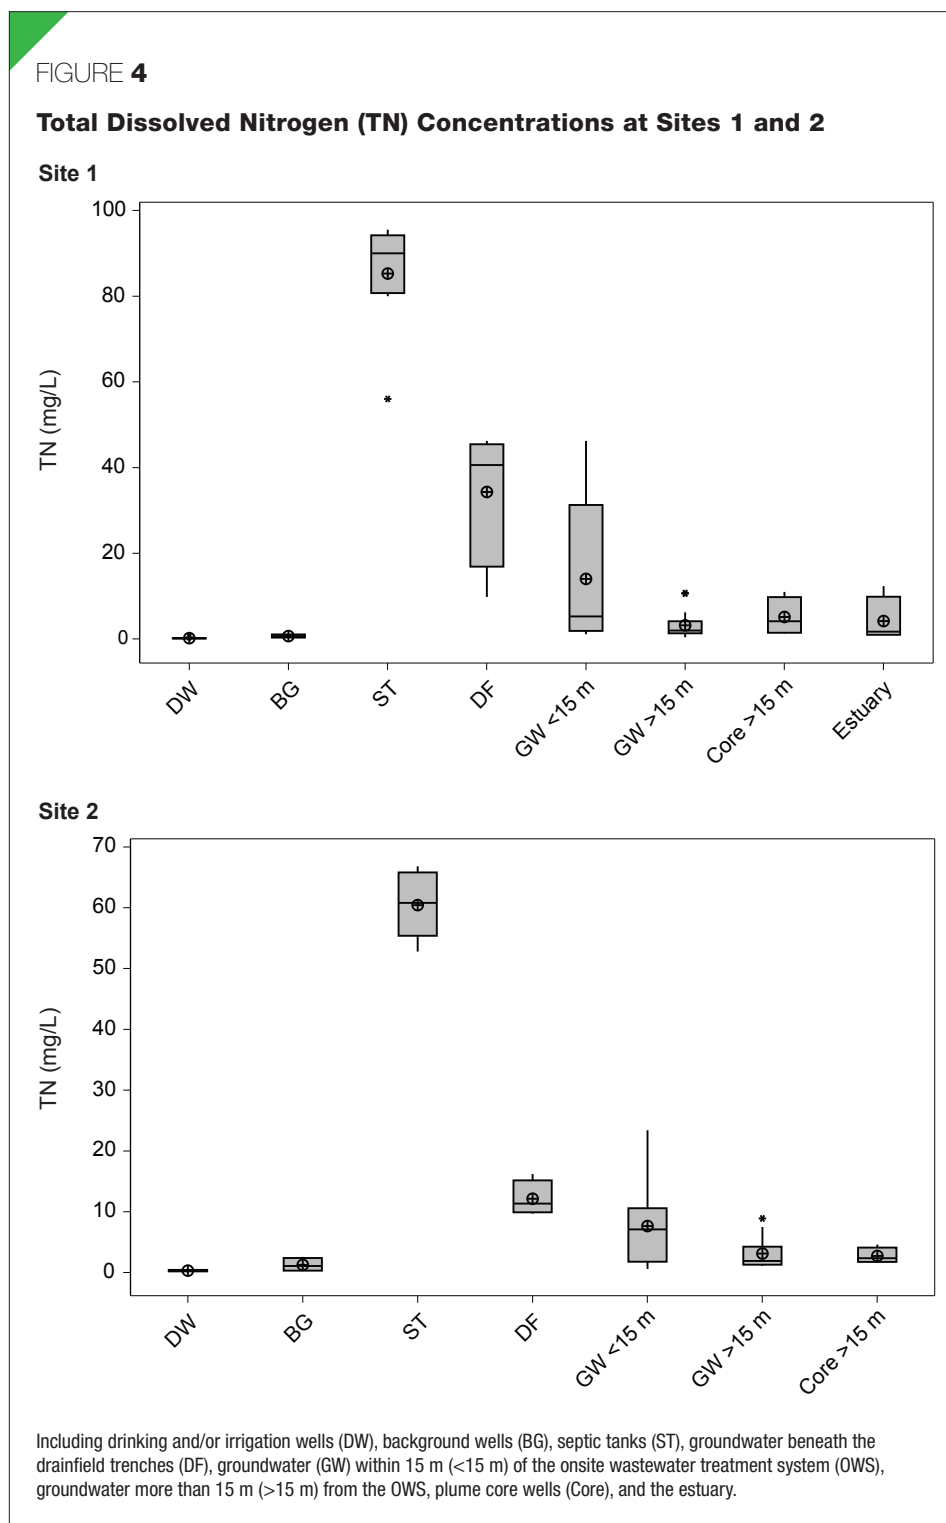 FIGURE 4
Total Dissolved Nitrogen (TN) Concentrations at Sites 1 and 2
Site 1
100
80
60
40
20
0
TN (mg/L)
DW
BG
ST
DF
GW <15 m
GW >15 m
Core >15 m
Estuary
Site 2
70
60
50
40
30
20
10
0
TN (mg/L)
DW
BG
ST
DF
GW <15 m
GW >15 m
Core >15 m
Including drinking and/or irrigation wells (DW), background wells (BG), septic tanks (ST), groundwater beneath the
drainfield trenches (DF), groundwater (GW) within 15 m (<15 m) of the onsite wastewater treatment system (OWS),
groundwater more than 15 m (>15 m) from the OWS, plume core wells (Core), and the estuary.